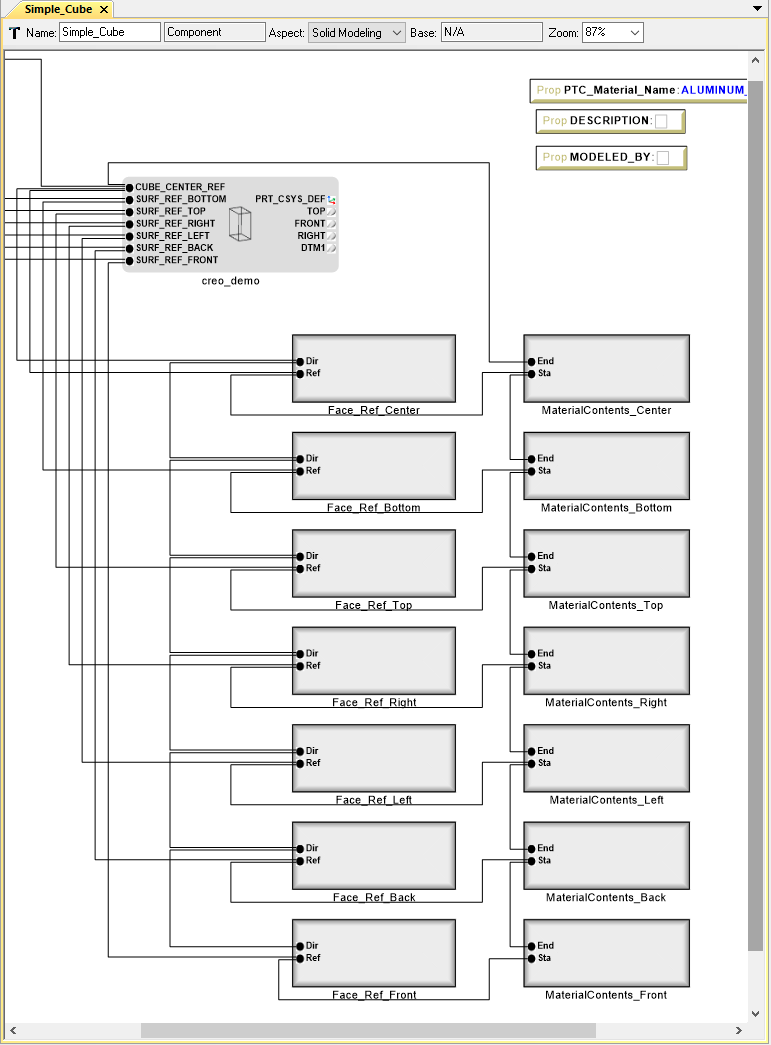 Simple_Cube
Name: Simple_Cube Component Aspect: Solid Modeling Base: N/A Zoom: 87%
Prop PTC_Material_Name:ALUMINUM_
Prop DESCRIPTION:
Prop MODELED_BY:
CUBE_CENTER_REF
SURF_REF_BOTTOM PRT_CSYS_DEF
SURF_REF_TOP TOP
SURF_REF_RIGHT FRONT
SURF_REF_LEFT RIGHT
SURF_REF_BACK DTM1
SURF_REF_FRONT
creo_demo
Dir End
Ref Sta
Face_Ref_Center MaterialContents_Center
Dir End
Ref Sta
Face_Ref_Bottom MaterialContents_Bottom
Dir End
Ref Sta
Face_Ref_Top MaterialContents_Top
Dir End
Ref Sta
Face_Ref_Right MaterialContents_Right
Dir End
Ref Sta
Face_Ref_Left MaterialContents_Left
Dir End
Ref Sta
Face_Ref_Back MaterialContents_Back
Dir End
Ref Sta
Face_Ref_Front MaterialContents_Front